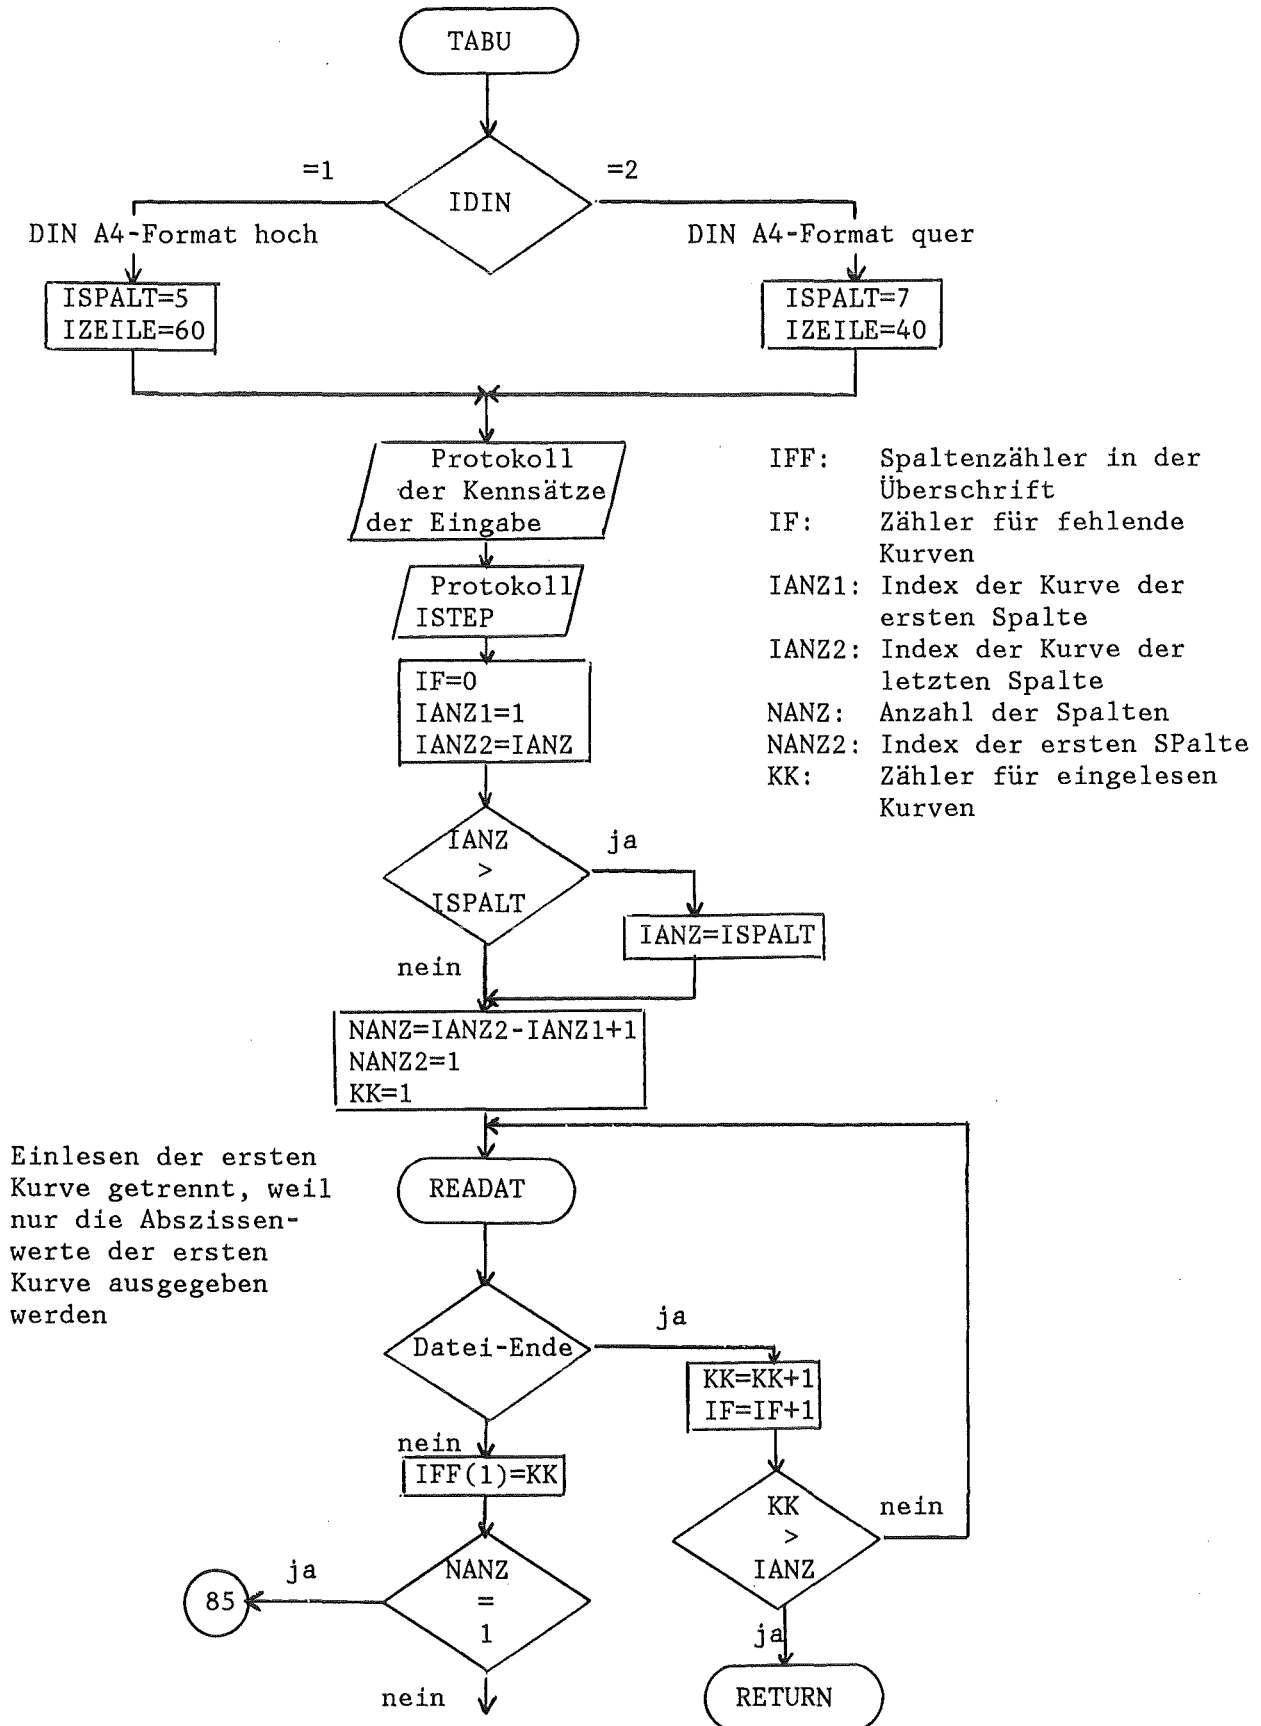 TABU
=1
=2
IDIN
DIN A4-Format hoch
DIN A4-Format quer
ISPALT=5
IZEILE=60
ISPALT=7
IZEILE=40
Protokoll
der Kennsätze
der Eingabe
Protokoll
ISTEP
IF=0
IANZ1=1
IANZ2=IANZ
IFF: Spaltenzähler in der
Überschrift
IF: Zähler für fehlende
Kurven
IANZ1: Index der Kurve der
ersten Spalte
IANZ2: Index der Kurve der
letzten Spalte
NANZ: Anzahl der Spalten
NANZ2: Index der ersten SPalte
KK: Zähler für eingelesen
Kurven
IANZ
>
ISPALT
ja
IANZ=ISPALT
nein
NANZ=IANZ2-IANZ1+1
NANZ2=1
KK=1
Einlesen der ersten
Kurve getrennt, weil
nur die Abszissen-
werte der ersten
Kurve ausgegeben
werden
READAT
Datei-Ende
ja
KK=KK+1
IF=IF+1
nein
IFF(1)=KK
KK
>
IANZ
nein
NANZ
=
1
ja
85
ja
nein
RETURN